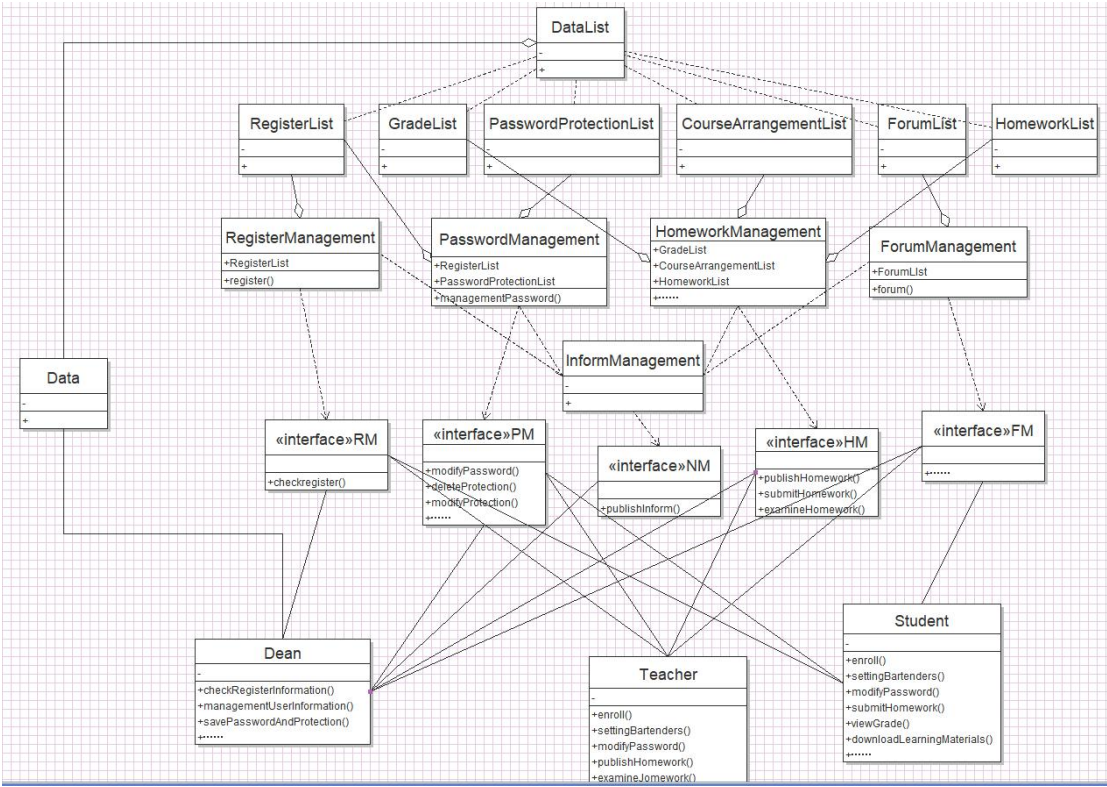 DataList
-
+
RegisterList
-
+
GradeList
-
+
PasswordProtectionList
-
+
CourseArrangementList
-
+
ForumList
-
+
HomeworkList
-
+
RegisterManagement
+RegisterList
+register()
PasswordManagement
+RegisterList
+PasswordProtectionList
+managementPassword()
HomeworkManagement
+GradeList
+CourseArrangementList
+HomeworkList
+······
ForumManagement
+ForumLIst
+forum()
InformManagement
-
+
Data
-
+
«interface»RM
+checkregister()
«interface»PM
+modifyPassword()
+deleteProtection()
+modifyProtection()
+······
«interface»NM
+publishInform()
«interface»HM
+publishHomework()
+submitHomework()
+examineHomework()
«interface»FM
+······
Dean
-
+checkRegisterInformation()
+managementUserInformation()
+savePasswordAndProtection()
+······
Teacher
-
+enroll()
+settingBartenders()
+modifyPassword()
+publishHomework()
+examineJomework()
Student
-
+enroll()
+settingBartenders()
+modifyPassword()
+submitHomework()
+viewGrade()
+downloadLearningMaterials()
+······